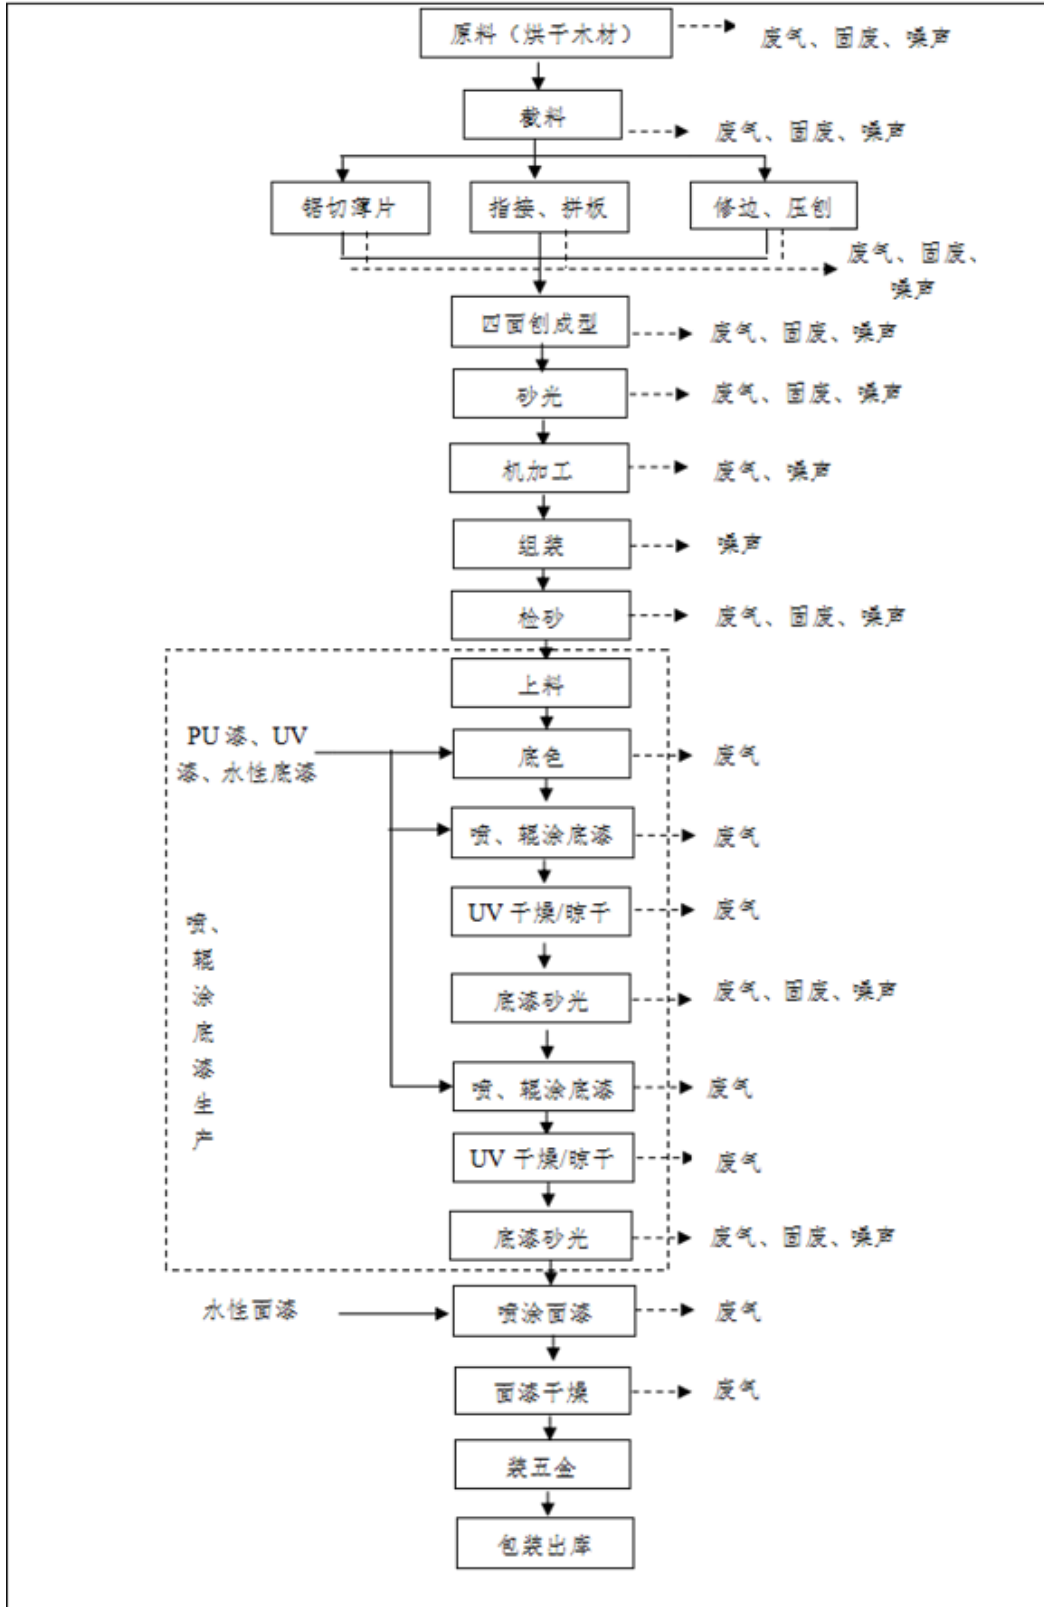 原料（烘干木材）
废气、固废、噪声
截料
废气、固废、噪声
锯切薄片
指接、拼板
修边、压刨
废气、固废、
噪声
四面刨成型
废气、固废、噪声
砂光
废气、固废、噪声
机加工
废气、噪声
组装
噪声
检砂
废气、固废、噪声
上料
PU 漆、UV
漆、水性底漆
底色
废气
喷、辊涂底漆
废气
UV 干燥/晾干
废气
喷、
辊
涂
底
漆
生
产
底漆砂光
废气、固废、噪声
喷、辊涂底漆
废气
UV 干燥/晾干
废气
底漆砂光
废气、固废、噪声
水性面漆
喷涂面漆
废气
面漆干燥
废气
装五金
包装出库